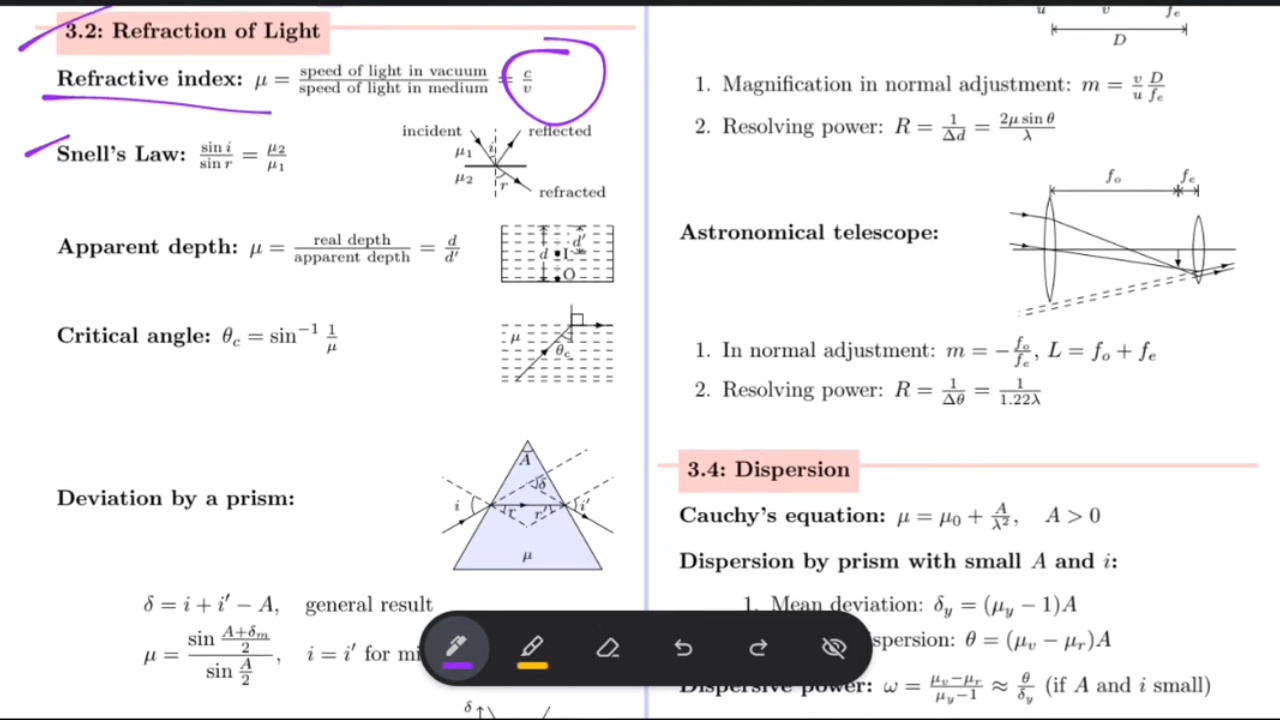 3.2: Refraction of Light
Refractive index: μ = speed of light in vacuum / speed of light in medium = c/v
incident
reflected
μ1
i
μ2
r
refracted
Snell's Law: sin i / sin r = μ2/μ1
Apparent depth: μ = real depth / apparent depth = d/d′
d
d′
I
O
Critical angle: θc = sin⁻¹ 1/μ
μ
θc
Deviation by a prism:
A
δ
i
r
r′
i′
μ
δ = i + i′ − A, general result
μ = sin (A+δm)/2 / sin A/2, i = i′ for mi
δ
u v fe
D
1. Magnification in normal adjustment: m = v/u D/fe
2. Resolving power: R = 1/Δd = 2μ sin θ/λ
fo
fe
Astronomical telescope:
1. In normal adjustment: m = −fo/fe, L = fo + fe
2. Resolving power: R = 1/Δθ = 1/1.22λ
3.4: Dispersion
Cauchy's equation: μ = μ0 + A/λ², A > 0
Dispersion by prism with small A and i:
1. Mean deviation: δy = (μy − 1)A
spersion: θ = (μv − μr)A
Dispersive power: ω = μv−μr / μy−1 ≈ θ/δy (if A and i small)